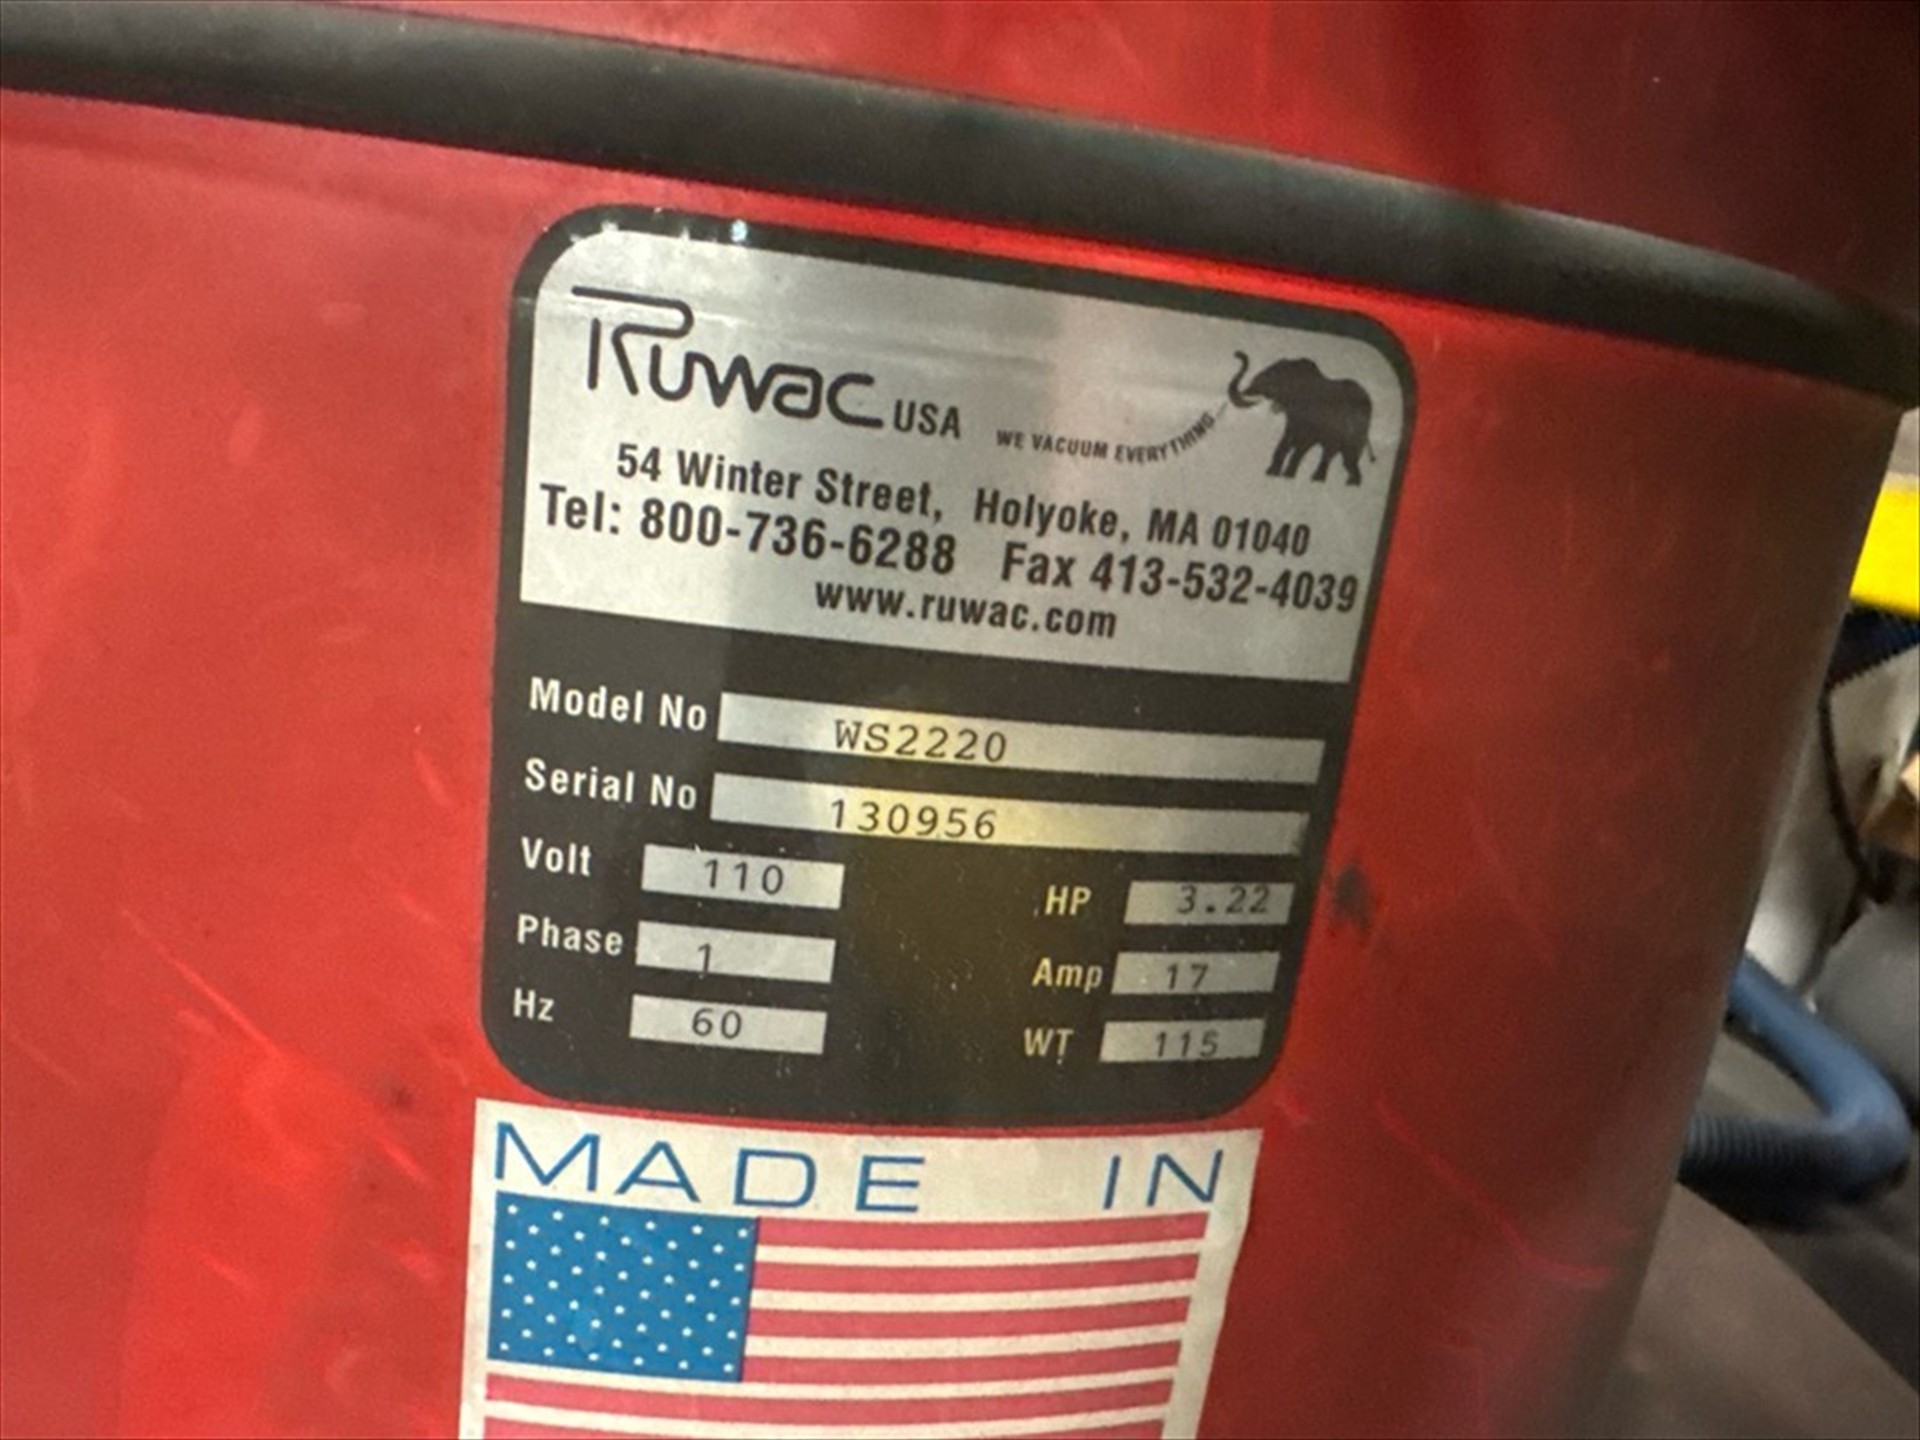 Ruwac USA WE VACUUM EVERYTHING
54 Winter Street, Holyoke, MA 01040
Tel: 800-736-6288 Fax 413-532-4039
www.ruwac.com
Model No WS2220
Serial No 130956
Volt 110 HP 3.22
Phase 1 Amp 17
Hz 60 WT 115
MADE IN